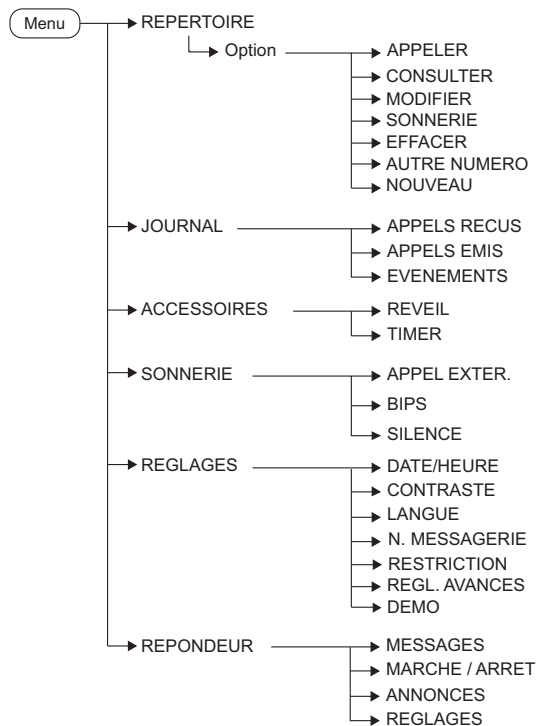 Menu
REPERTOIRE
Option
APPELER
CONSULTER
MODIFIER
SONNERIE
EFFACER
AUTRE NUMERO
NOUVEAU
JOURNAL
APPELS RECUS
APPELS EMIS
EVENEMENTS
ACCESSOIRES
REVEIL
TIMER
SONNERIE
APPEL EXTER.
BIPS
SILENCE
REGLAGES
DATE/HEURE
CONTRASTE
LANGUE
N. MESSAGERIE
RESTRICTION
REGL. AVANCES
DEMO
REPONDEUR
MESSAGES
MARCHE / ARRET
ANNONCES
REGLAGES